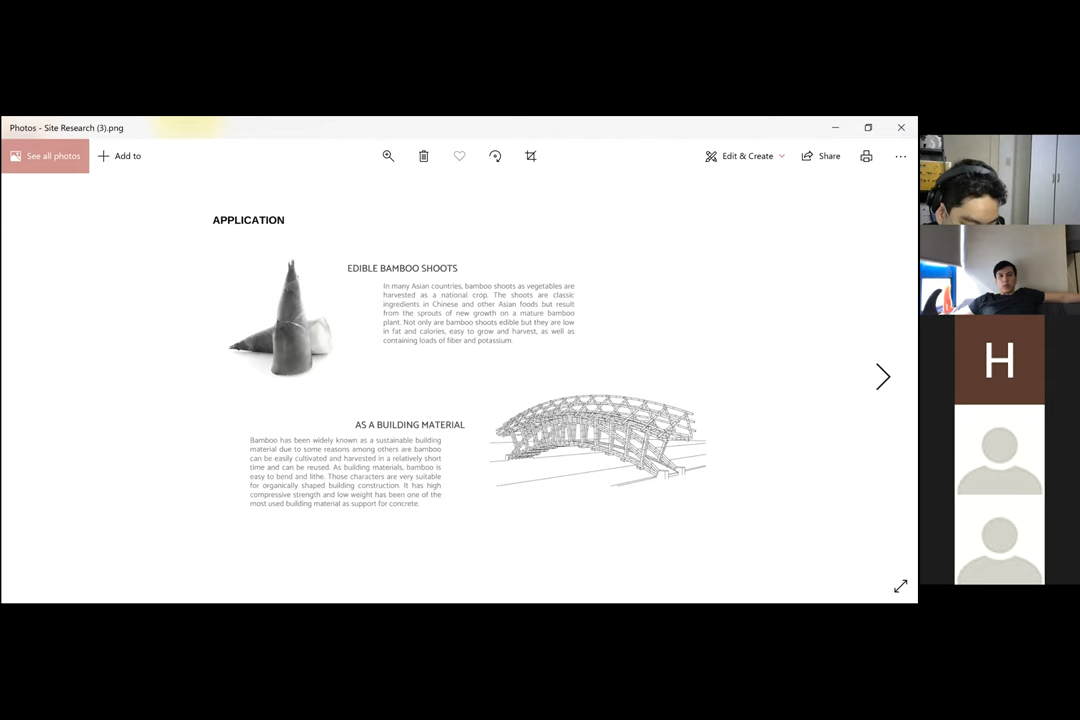 Photos - Site Research (3).png
See all photos
Add to
Edit & Create
Share
APPLICATION
EDIBLE BAMBOO SHOOTS
In many Asian countries, bamboo shoots as vegetables are
harvested as a national crop. The shoots are classic
ingredients in Chinese and other Asian foods but result
from the sprouts of new growth on a mature bamboo
plant. Not only are bamboo shoots edible but they are low
in fat and calories, easy to grow and harvest, as well as
containing loads of fiber and potassium.
AS A BUILDING MATERIAL
Bamboo has been widely known as a sustainable building
material due to some reasons among others are bamboo
can be easily cultivated and harvested in a relatively short
time and can be reused. As building materials, bamboo is
easy to bend and lithe. Those characters are very suitable
for organically shaped building construction. It has high
compressive strength and low weight has been one of the
most used building material as support for concrete.
H